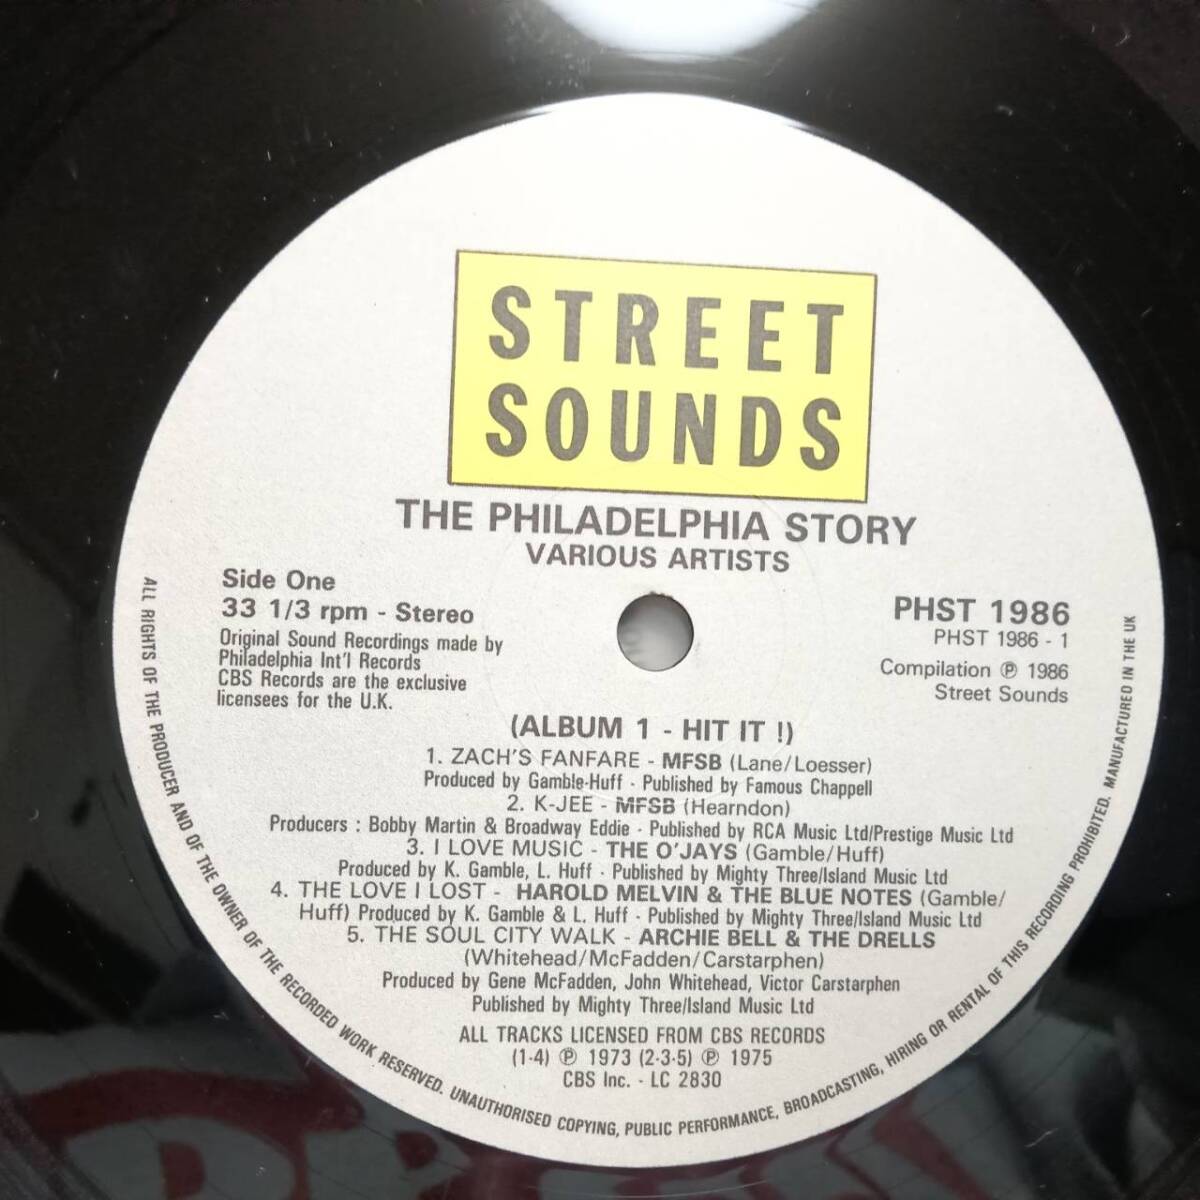 STREET
SOUNDS
THE PHILADELPHIA STORY
VARIOUS ARTISTS
Side One
33 1/3 rpm - Stereo
Original Sound Recordings made by
Philadelphia Int'l Records
CBS Records are the exclusive
licensees for the U.K.
PHST 1986
PHST 1986 - 1
Compilation ℗ 1986
Street Sounds
(ALBUM 1 - HIT IT !)
1. ZACH'S FANFARE - MFSB (Lane/Loesser)
Produced by Gamble-Huff · Published by Famous Chappell
2. K-JEE - MFSB (Hearndon)
Producers : Bobby Martin & Broadway Eddie · Published by RCA Music Ltd/Prestige Music Ltd
3. I LOVE MUSIC - THE O'JAYS (Gamble/Huff)
Produced by K. Gamble, L. Huff · Published by Mighty Three/Island Music Ltd
4. THE LOVE I LOST - HAROLD MELVIN & THE BLUE NOTES (Gamble/
Huff) Produced by K. Gamble & L. Huff · Published by Mighty Three/Island Music Ltd
5. THE SOUL CITY WALK - ARCHIE BELL & THE DRELLS
(Whitehead/McFadden/Carstarphen)
Produced by Gene McFadden, John Whitehead, Victor Carstarphen
Published by Mighty Three/Island Music Ltd
ALL TRACKS LICENSED FROM CBS RECORDS
(1·4) ℗ 1973 (2·3·5) ℗ 1975
CBS Inc. · LC 2830
ALL RIGHTS OF THE PRODUCER AND OF THE OWNER OF THE RECORDED WORK RESERVED. UNAUTHORISED COPYING, PUBLIC PERFORMANCE, BROADCASTING, HIRING OR RENTAL OF THIS RECORDING PROHIBITED. MANUFACTURED IN THE UK